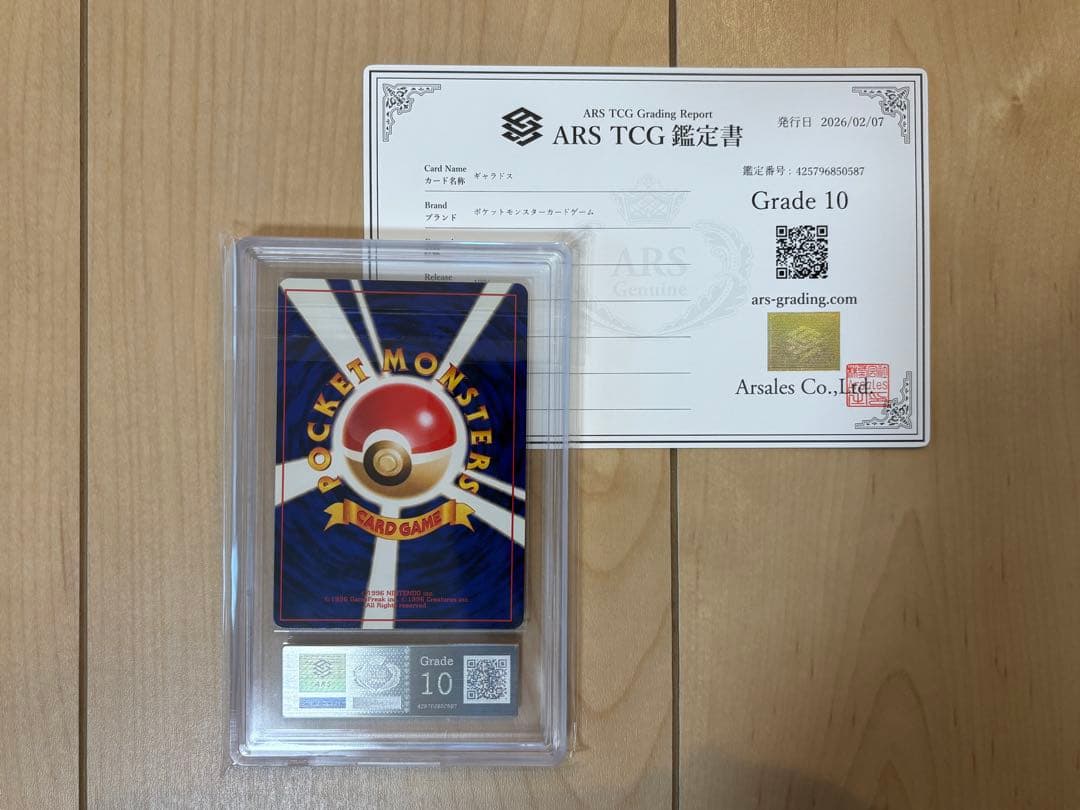 ARS TCG Grading Report
ARS TCG 鑑定書
発行日 2026/02/07
Card Name
カード名称 ギャラドス
鑑定番号 : 425796850587
Grade 10
Brand
ブランド ポケットモンスターカードゲーム
ARS
Genuine
Release
ars-grading.com
Arsales Co.,Ltd.
POCKET MONSTERS
CARD GAME
©1996 NINTENDO inc.
©1996 GameFreak inc. ©1996 Creatures inc.
All Rights reserved
ARS
Grade
10